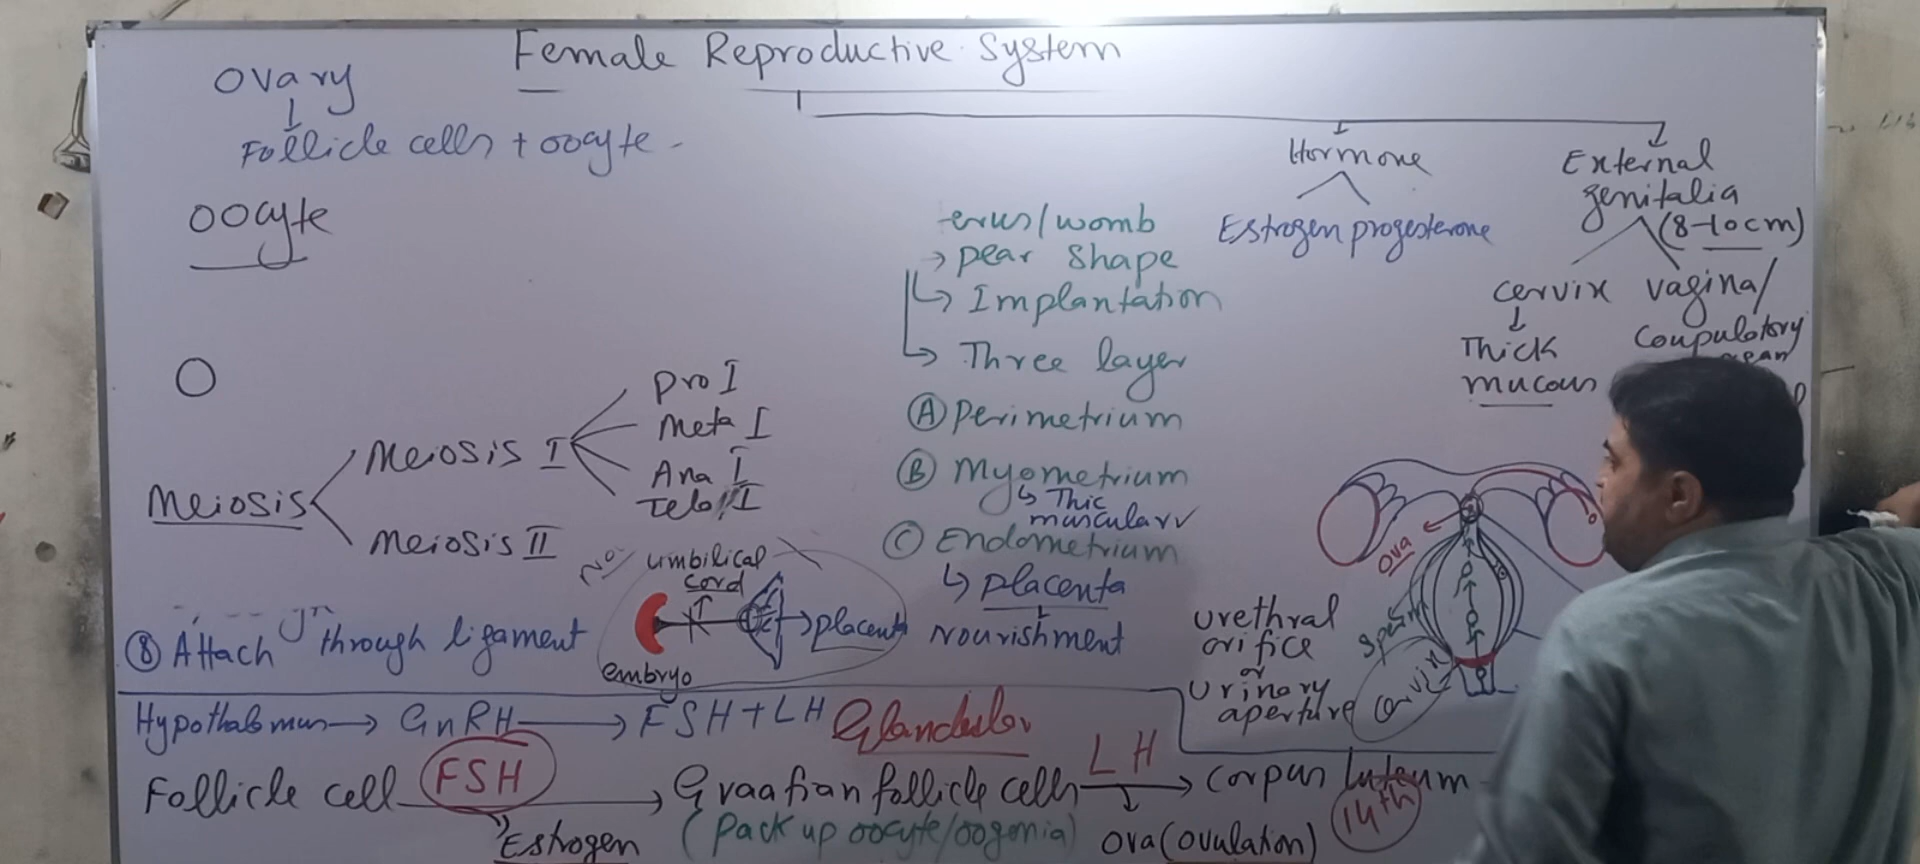 Female Reproductive System
Ovary
Follicle cells + oocyte
oocyte
Meiosis
Meiosis I
Pro I
Meta I
Ana I
Telo I
Meiosis II
⑧ Attach through ligament
No
umbilical
cord
placenta
embryo
erus/womb
→ pear shape
→ Implantation
→ Three layer
Ⓐ perimetrium
Ⓑ Myometrium
↳ Thic
muscular
Ⓒ Endometrium
↳ placenta
Nourishment
Hormone
Estrogen progesterone
External
genitalia
(8-10cm)
cervix
Thick
mucous
vagina/
Coupulatory
Ova
Sperm
Cervix
urethral
orifice
or
Urinary
aperture
Hypothalamus → GnRH → FSH + LH
Glandular
Follicle cell FSH → Graafian follicle cells LH → Corpus luteum
Estrogen
(Pack up oocyte/oogonia)
Ova (ovulation)
14th